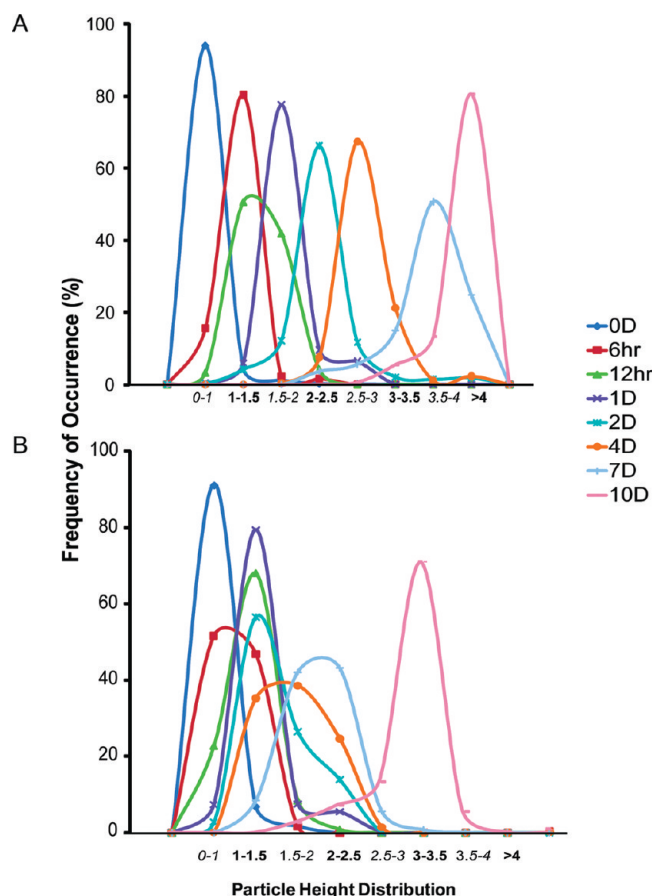 A
100
80
60
40
20
0
0-1 1-1.5 1.5-2 2-2.5 2.5-3 3-3.5 3.5-4 >4
Frequency of Occurrence (%)
0D
6hr
12hr
1D
2D
4D
7D
10D
B
100
80
60
40
20
0
0-1 1-1.5 1.5-2 2-2.5 2.5-3 3-3.5 3.5-4 >4
Particle Height Distribution